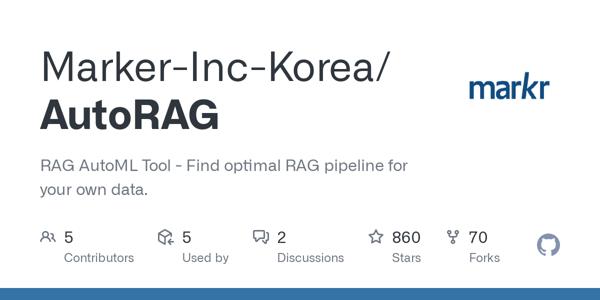 Marker-Inc-Korea/
AutoRAG
markr
RAG AutoML Tool - Find optimal RAG pipeline for
your own data.
5
Contributors
5
Used by
2
Discussions
860
Stars
70
Forks